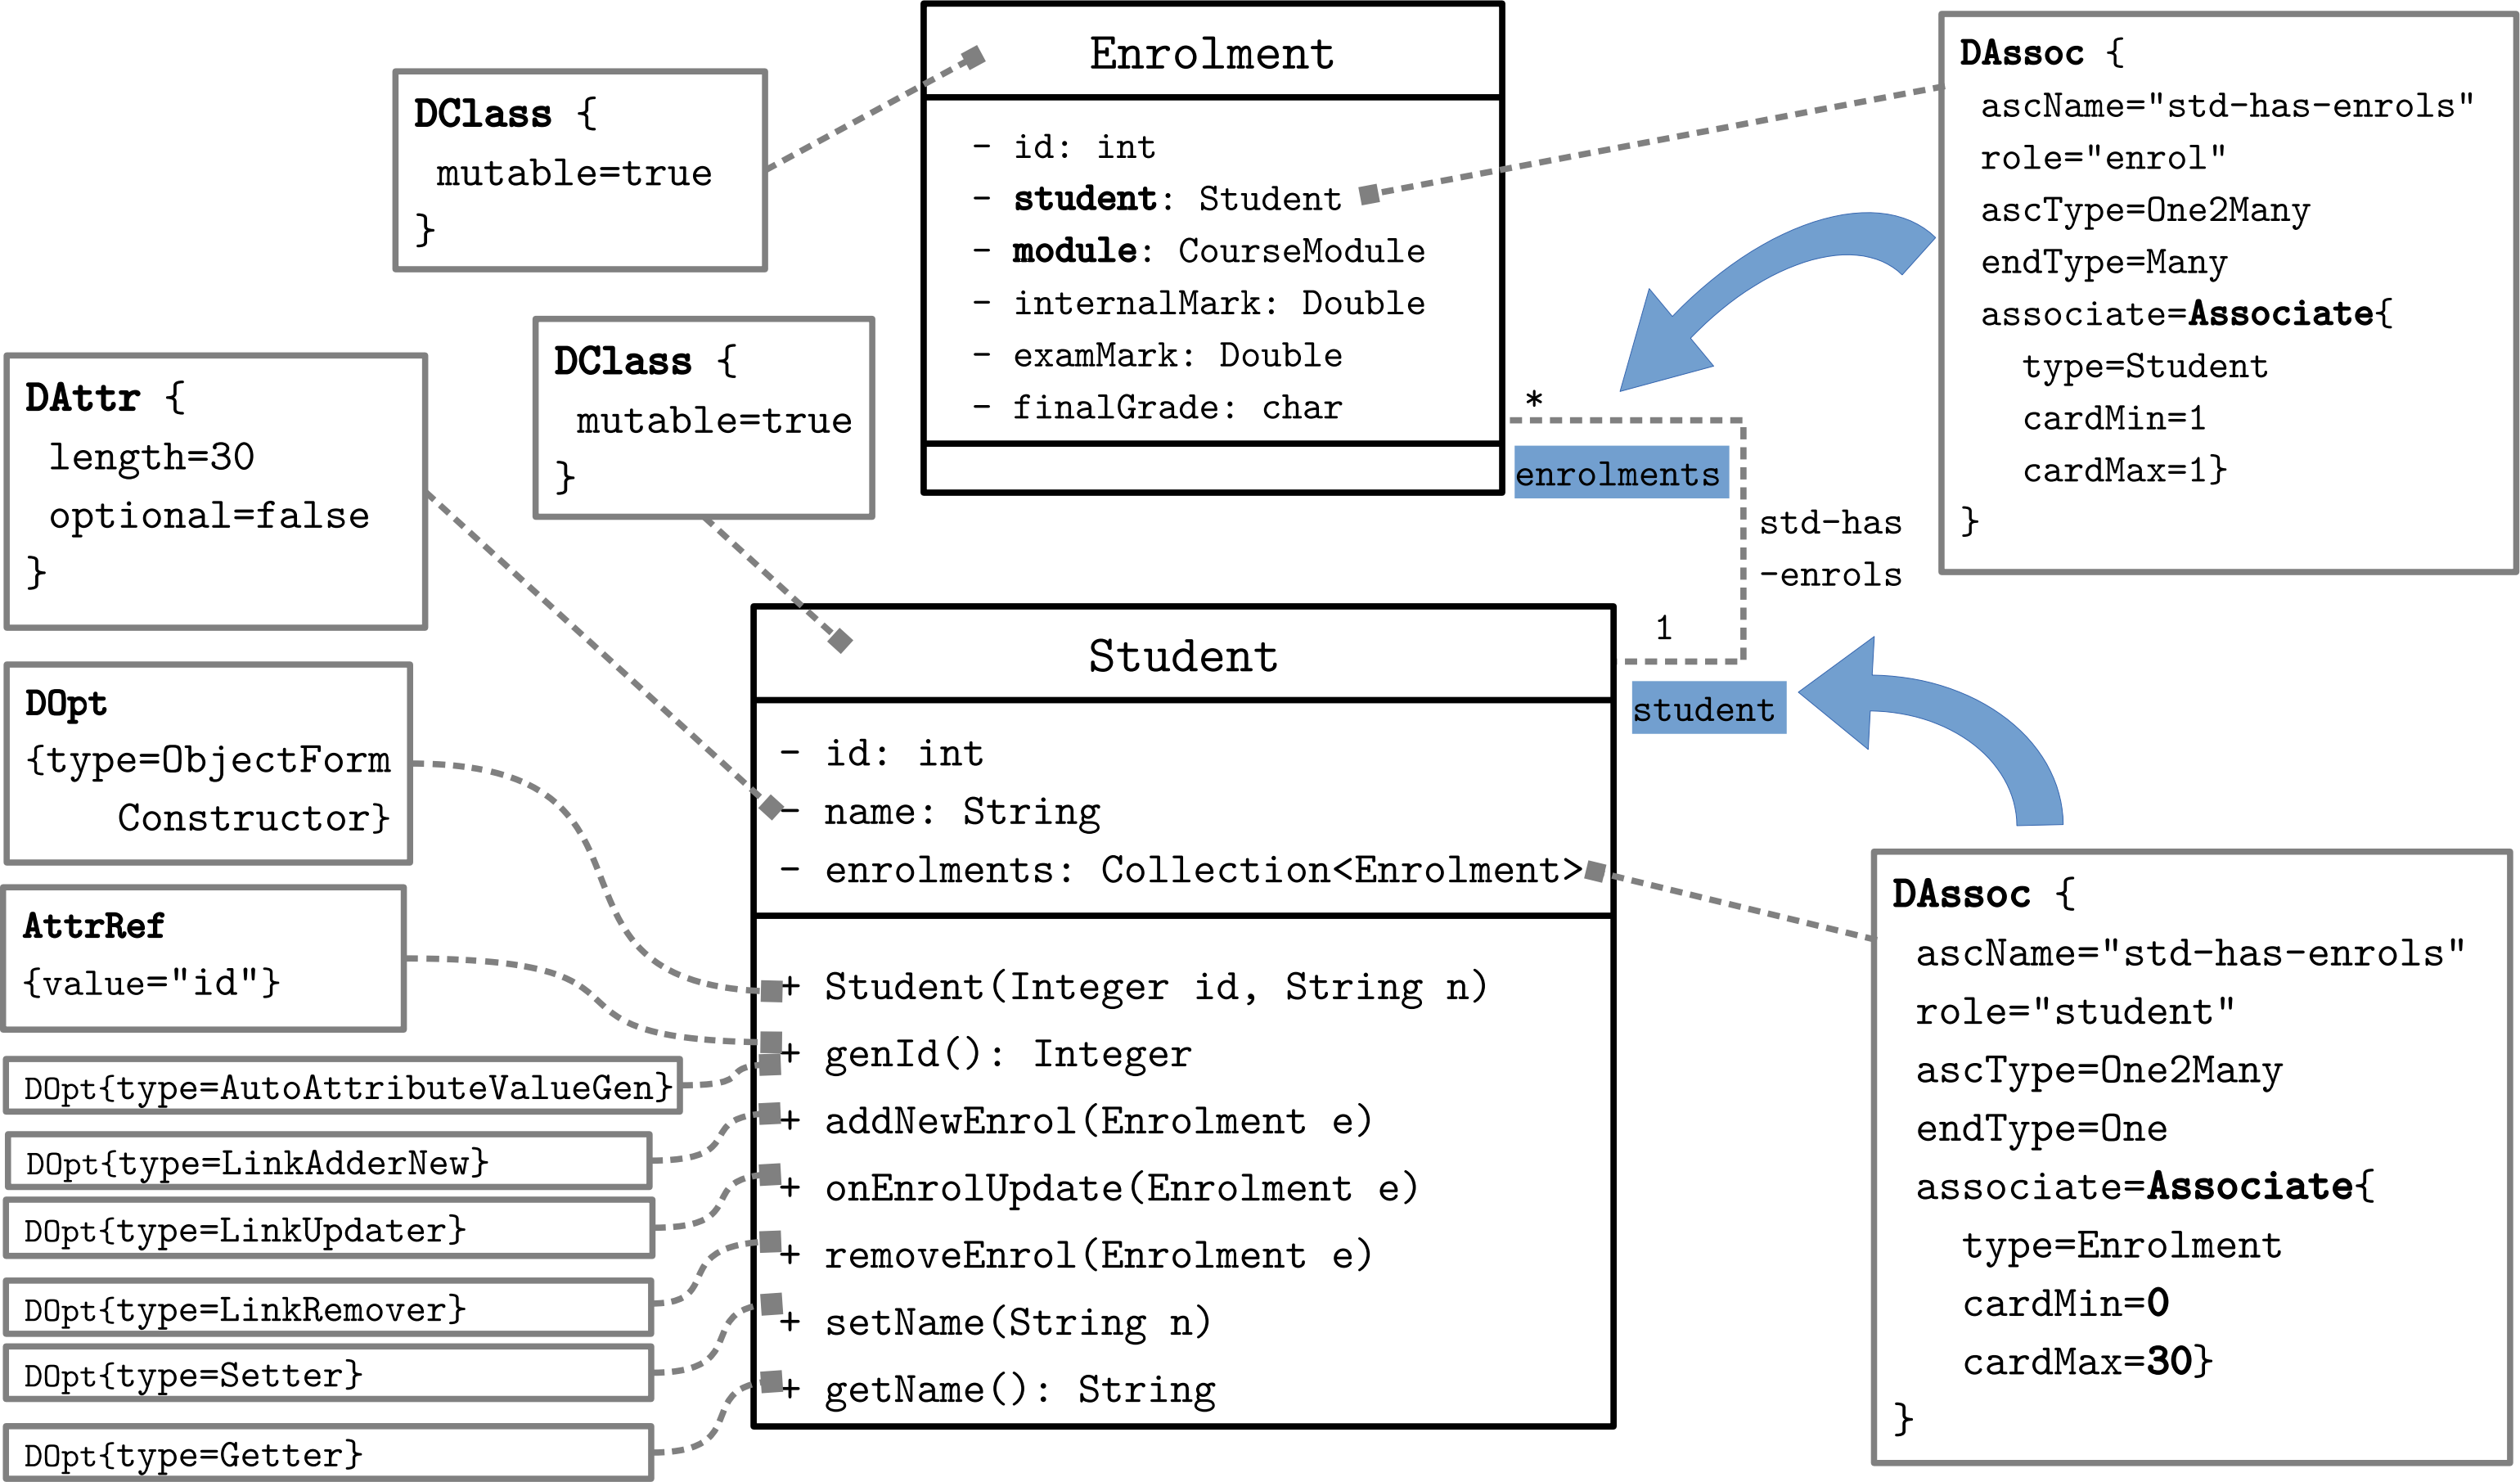 Enrolment
- id: int
- student: Student
- module: CourseModule
- internalMark: Double
- examMark: Double
- finalGrade: char
DClass {
mutable=true
}
DAssoc {
ascName="std-has-enrols"
role="enrol"
ascType=One2Many
endType=Many
associate=Associate{
type=Student
cardMin=1
cardMax=1}
}
DClass {
mutable=true
}
DAttr {
length=30
optional=false
}
*
enrolments
std-has
-enrols
1
student
Student
- id: int
- name: String
- enrolments: Collection<Enrolment>
+ Student(Integer id, String n)
+ genId(): Integer
+ addNewEnrol(Enrolment e)
+ onEnrolUpdate(Enrolment e)
+ removeEnrol(Enrolment e)
+ setName(String n)
+ getName(): String
DOpt
{type=ObjectForm
Constructor}
AttrRef
{value="id"}
DOpt{type=AutoAttributeValueGen}
DOpt{type=LinkAdderNew}
DOpt{type=LinkUpdater}
DOpt{type=LinkRemover}
DOpt{type=Setter}
DOpt{type=Getter}
DAssoc {
ascName="std-has-enrols"
role="student"
ascType=One2Many
endType=One
associate=Associate{
type=Enrolment
cardMin=0
cardMax=30}
}